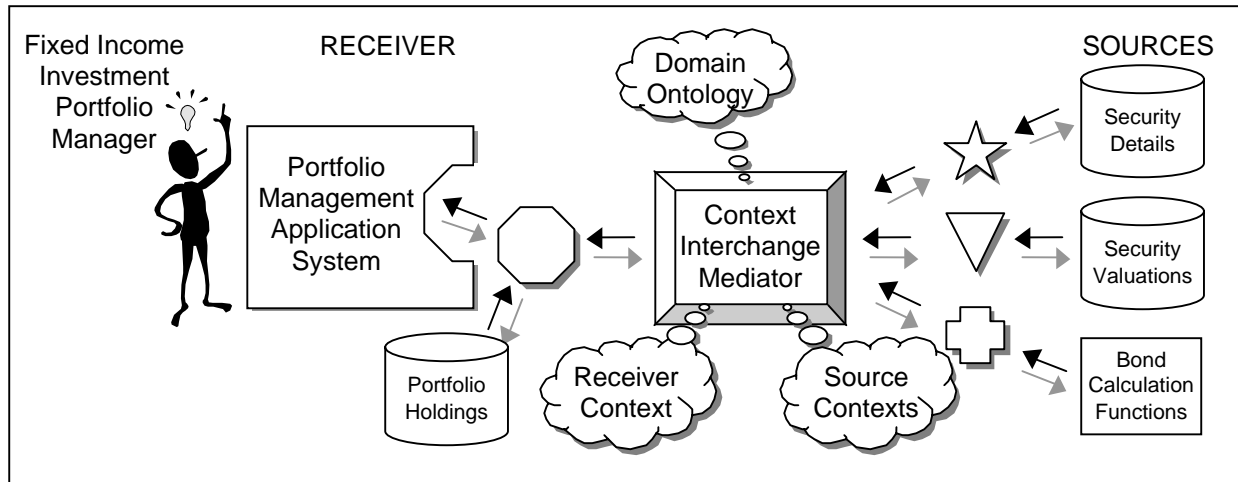 Fixed Income
Investment
Portfolio
Manager
RECEIVER
SOURCES
Portfolio
Management
Application
System
Portfolio
Holdings
Domain
Ontology
Context
Interchange
Mediator
Receiver
Context
Source
Contexts
Security
Details
Security
Valuations
Bond
Calculation
Functions